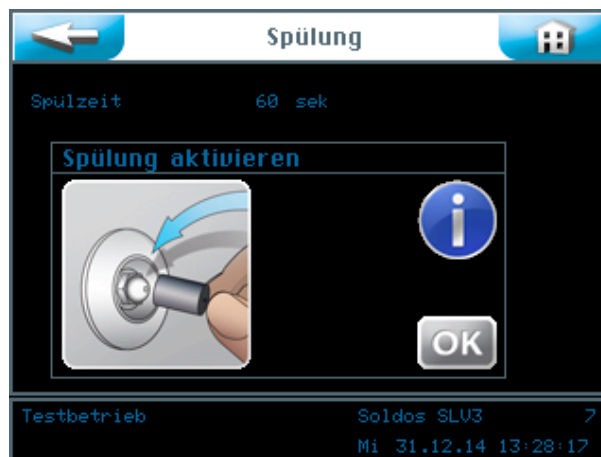 Spülung
Spülzeit 60 sek
Spülung aktivieren
i
OK
Testbetrieb Soldos SLV3 7
Mi 31.12.14 13:28:17